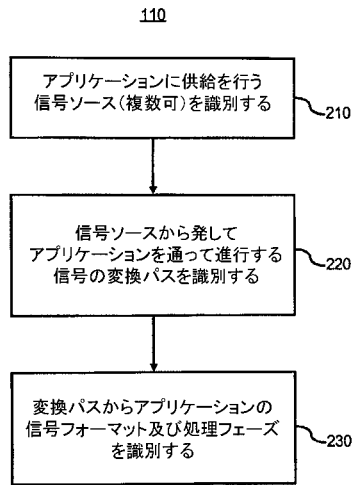 110
アプリケーションに供給を行う
信号ソース(複数可)を識別する
210
信号ソースから発して
アプリケーションを通って進行する
信号の変換パスを識別する
220
変換パスからアプリケーションの
信号フォーマット及び処理フェーズ
を識別する
230